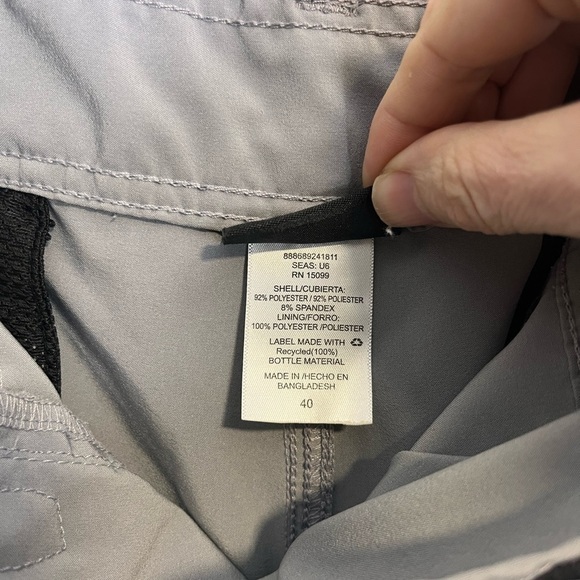 888689241811
SEAS: U6
RN 15099
SHELL/CUBIERTA:
92% POLYESTER / 92% POLIESTER
8% SPANDEX
LINING/FORRO:
100% POLYESTER /POLIESTER
LABEL MADE WITH
Recycled(100%)
BOTTLE MATERIAL
MADE IN /HECHO EN
BANGLADESH
40